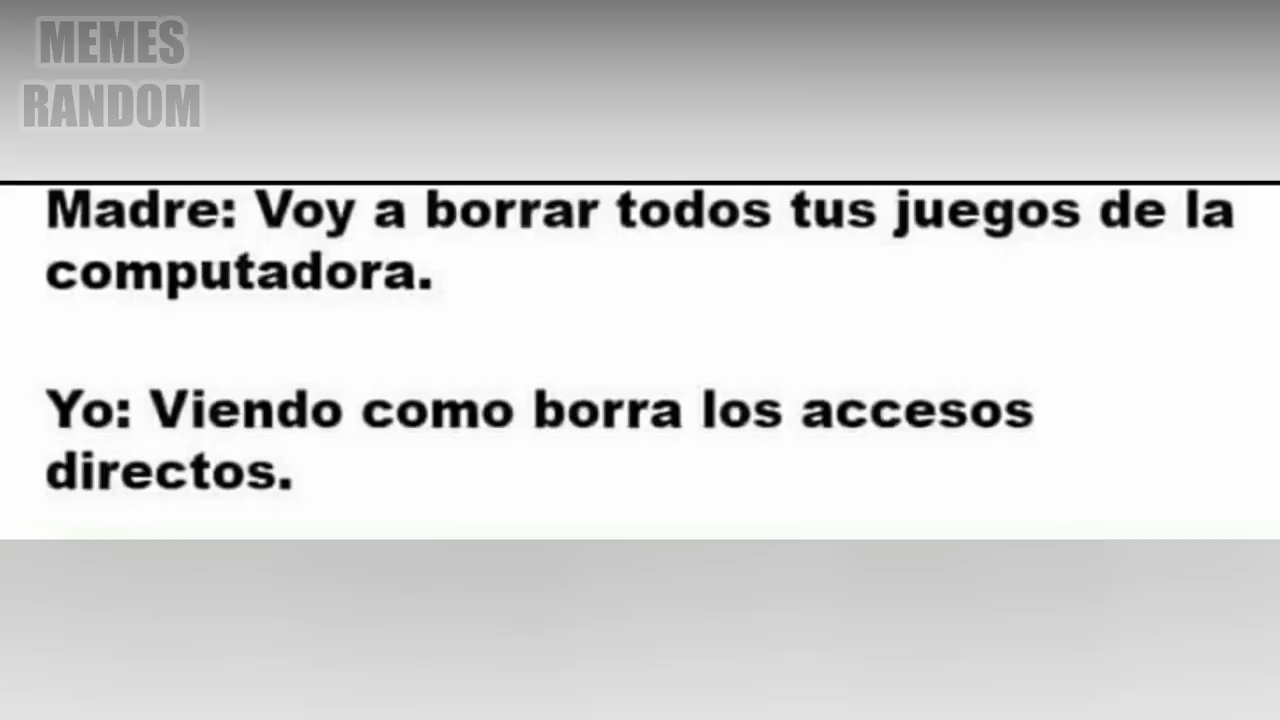 MEMES
RANDOM
Madre: Voy a borrar todos tus juegos de la
computadora.
Yo: Viendo como borra los accesos
directos.